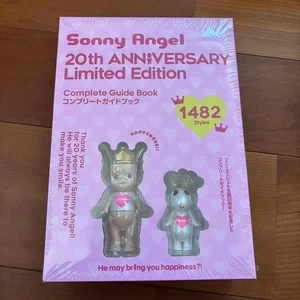 Sonny Angel
20th ANNIVERSARY
Limited Edition
Complete Guide Book
コンプリートガイドブック
1482
Styles
Thank you
for 20 years of Sonny Angel!
He will always be there to
make you smile.
He may bring you happiness?!